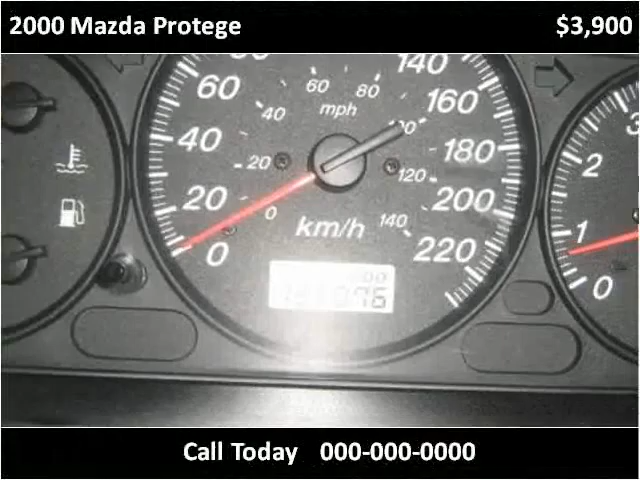 2000 Mazda Protege $3,900
60 80 140
60 40 mph 160
40 180
20 120
20 0 140 200
0 km/h 220
3
2
1
0
Call Today 000-000-0000